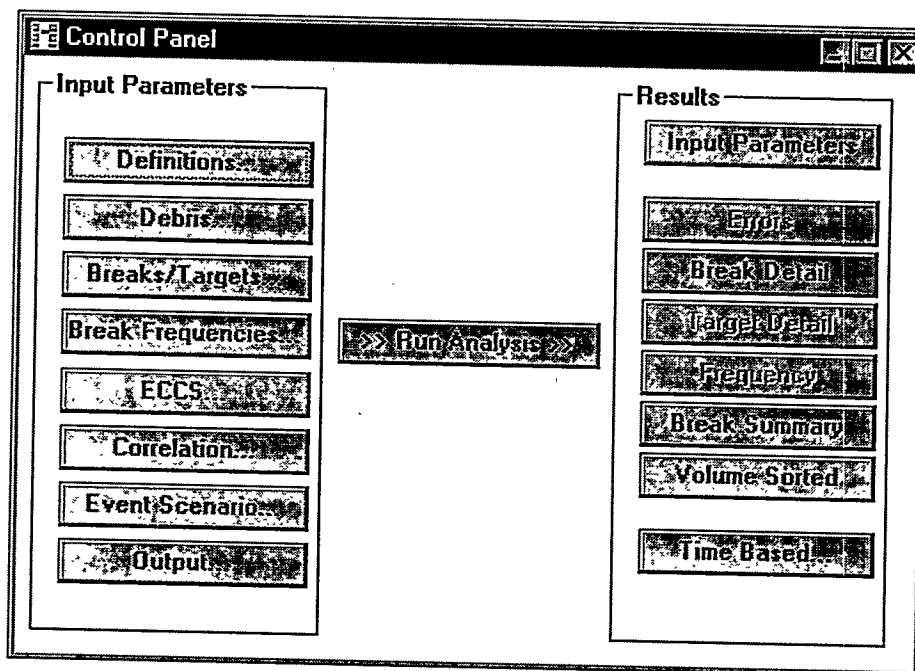 Control Panel
Input Parameters
Definitions...
Debris...
Breaks/Targets...
Break Frequencies...
ECCS...
Correlation...
Event Scenario...
Output...
>> Run Analysis >>
Results
Input Parameters
Errors
Break Detail
Target Detail
Frequency
Break Summary
Volume Sorted
Time Based...